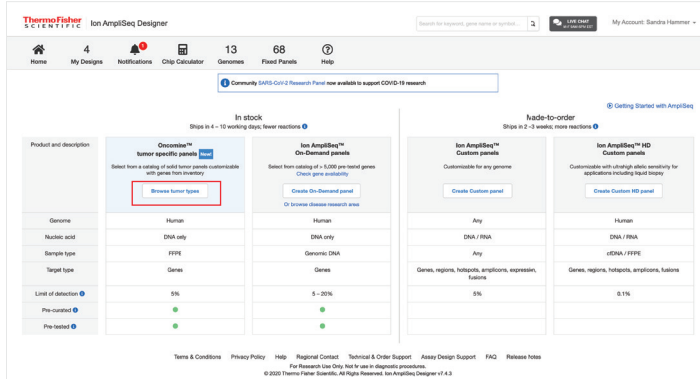 ThermoFisher
SCIENTIFIC
Ion AmpliSeq Designer
Search for keyword, gene name or symbol...
LIVE CHAT
My Account: Sandra Hammer
Home
4
My Designs
1
Notifications
Chip Calculator
13
Genomes
68
Fixed Panels
Help
Community SARS-CoV-2 Research Panel now available to support COVID-19 research
Getting Started with AmpliSeq
In stock
Ships in 4 – 10 working days; fewer reactions
Made-to-order
Ships in 2 –3 weeks; more reactions
Product and description
Oncomine™
tumor specific panels New!
Select from a catalog of solid tumor panels customizable
with genes from inventory
Browse tumor types
Ion AmpliSeq™
On-Demand panels
Select from catalog of > 5,000 pre-testd genes
Check gene availability
Create On-Demand panel
Or browse disease research area
Ion AmpliSeq™
Custom panels
Customizable for any genome
Create Custom panel
Ion AmpliSeq™ HD
Custom panels
Customizable with ultrahigh allelic sensitivity for
applications including liquid biopsy
Create Custom HD panel
Genome Human Human Any Human
Nucleic acid DNA only DNA only DNA / RNA DNA / RNA
Sample type FFPE Genomic DNA Any cfDNA / FFPE
Target type Genes Genes Genes, regions, hotspots, amplicons, expression,
fusions Genes, regions, hotspots, amplicons, fusions
Limit of detection 5% 5 – 20% 5% 0.1%
Pre-curated
Pre-tested
Terms & Conditions Privacy Policy Help Regional Contact Technical & Order Support Assay Design Support FAQ Release Notes
For Research Use Only. Not for use in diagnostic procedures.
© 2020 Thermo Fisher Scientific. All Rights Reserved. Ion AmpliSeq Designer v7.4.3